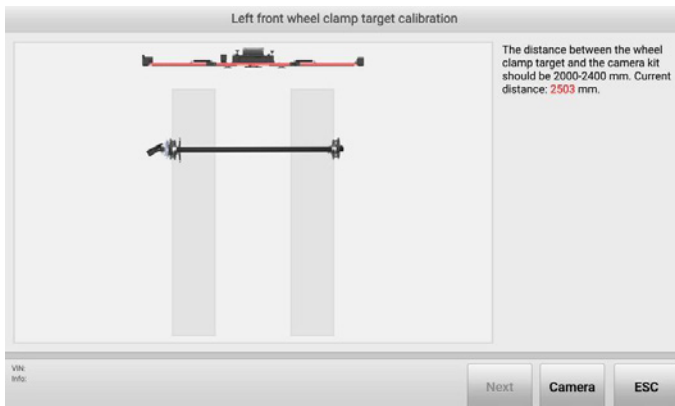 Left front wheel clamp target calibration
The distance between the wheel
clamp target and the camera kit
should be 2000-2400 mm. Current
distance: 2503 mm.
VIN:
Info:
Next
Camera
ESC